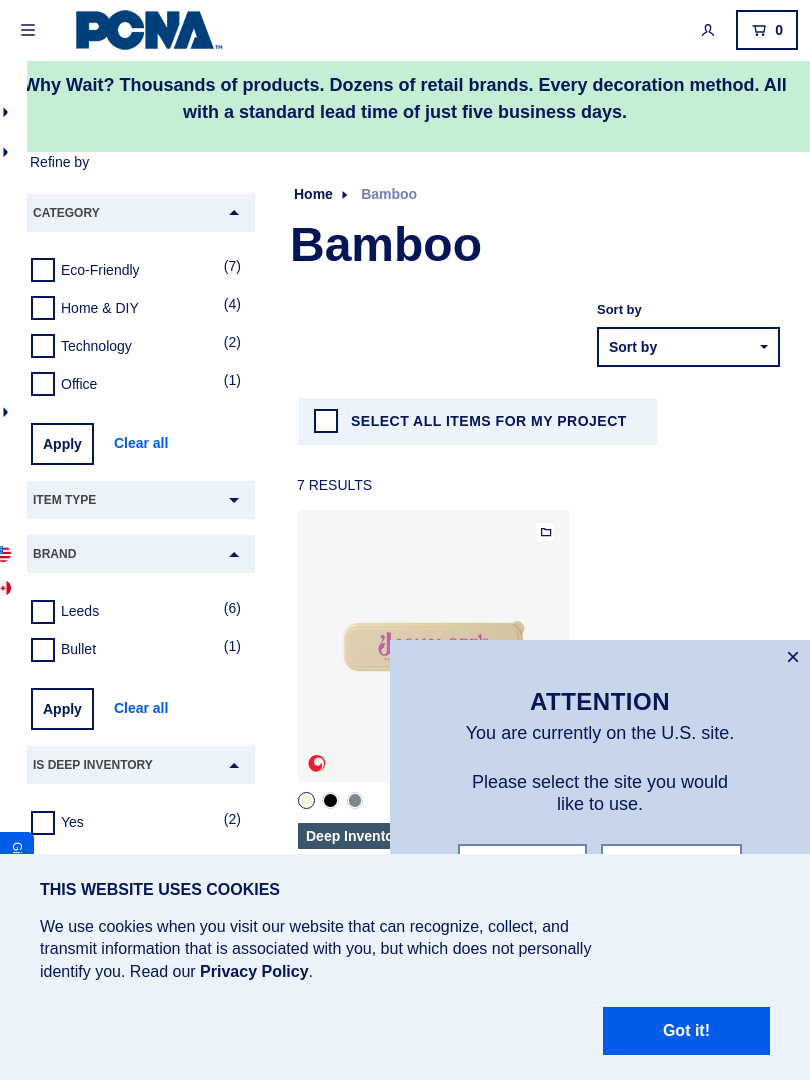 PCNA™
0
Why Wait? Thousands of products. Dozens of retail brands. Every decoration method. All
with a standard lead time of just five business days.
Refine by
Home
Bamboo
CATEGORY
Bamboo
Eco-Friendly (7)
Home & DIY (4)
Sort by
Technology (2)
Sort by
Office (1)
SELECT ALL ITEMS FOR MY PROJECT
Apply
Clear all
7 RESULTS
ITEM TYPE
BRAND
Leeds (6)
Bullet (1)
ATTENTION
You are currently on the U.S. site.
Please select the site you would
like to use.
Apply
Clear all
IS DEEP INVENTORY
Yes (2)
Deep Invento
THIS WEBSITE USES COOKIES
We use cookies when you visit our website that can recognize, collect, and
transmit information that is associated with you, but which does not personally
identify you. Read our Privacy Policy.
Got it!